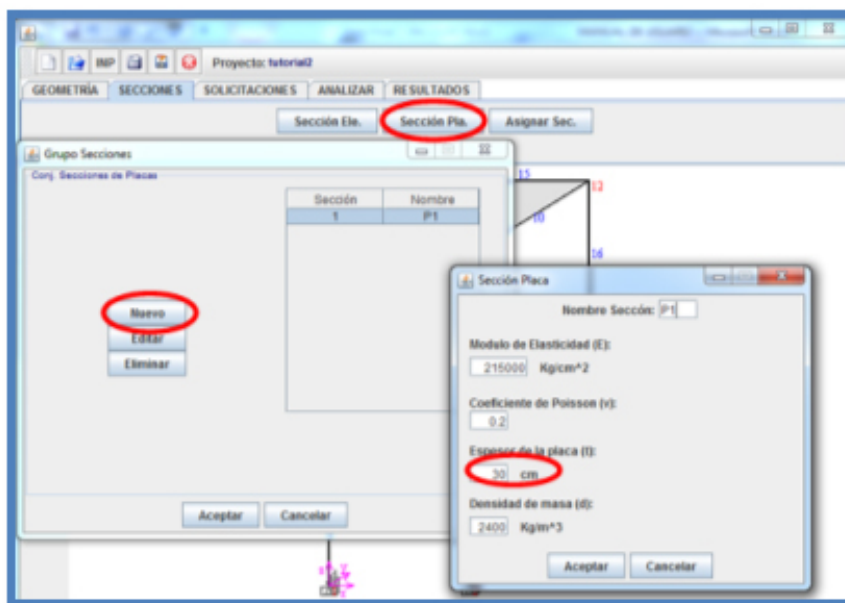 INP Proyecto: tutorial2
GEOMETRÍA SECCIONES SOLICITACIONES ANALIZAR RESULTADOS
Sección Ele. Sección Pla. Asignar Sec.
Grupo Secciones
Conj. Secciones de Placas
Sección Nombre
1 P1
Nuevo
Editar
Eliminar
Aceptar Cancelar
15
12
10
16
Sección Placa
Nombre Seccón: P1
Modulo de Elasticidad (E):
215000 Kg/cm^2
Coeficiente de Poisson (v):
0.2
Espesor de la placa (t):
30 cm
Densidad de masa (d):
2400 Kg/m^3
Aceptar Cancelar